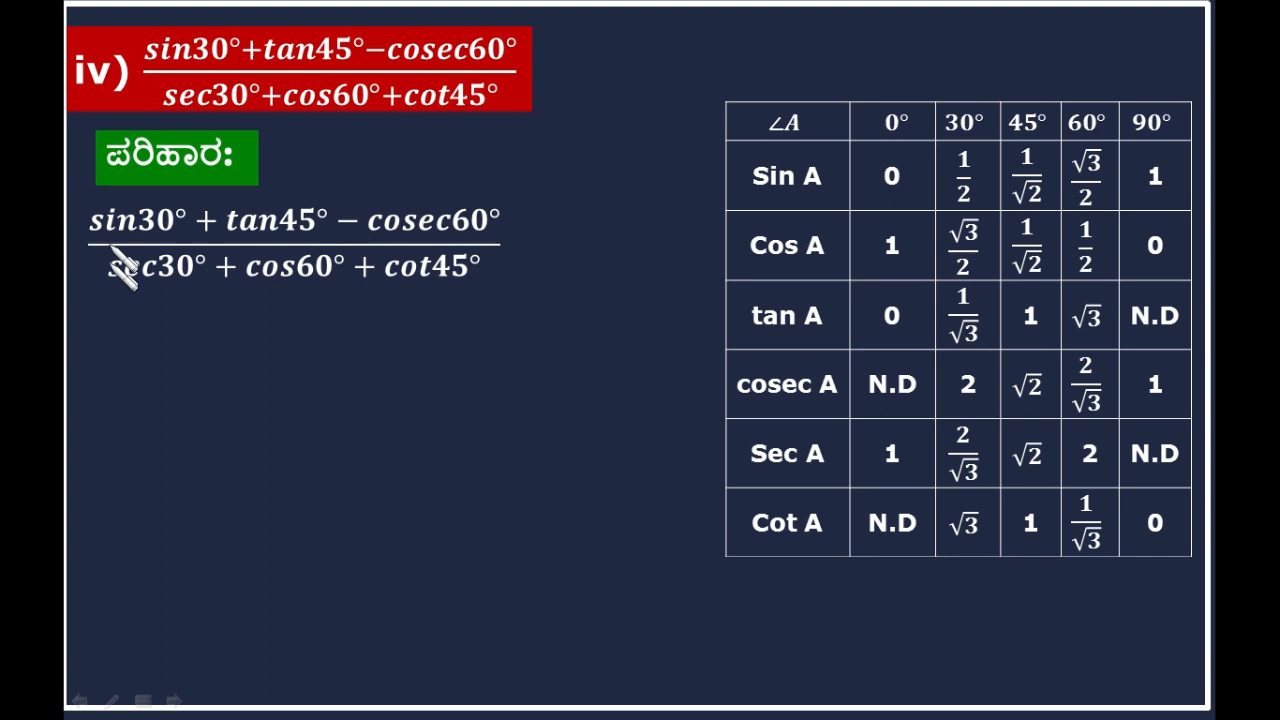 iv) (sin30°+tan45°−cosec60°)/(sec30°+cos60°+cot45°)
ಪರಿಹಾರ:
sin30° + tan45° − cosec60°
sec30° + cos60° + cot45°
∠A 0° 30° 45° 60° 90°
Sin A 0 1/2 1/√2 √3/2 1
Cos A 1 √3/2 1/√2 1/2 0
tan A 0 1/√3 1 √3 N.D
cosec A N.D 2 √2 2/√3 1
Sec A 1 2/√3 √2 2 N.D
Cot A N.D √3 1 1/√3 0